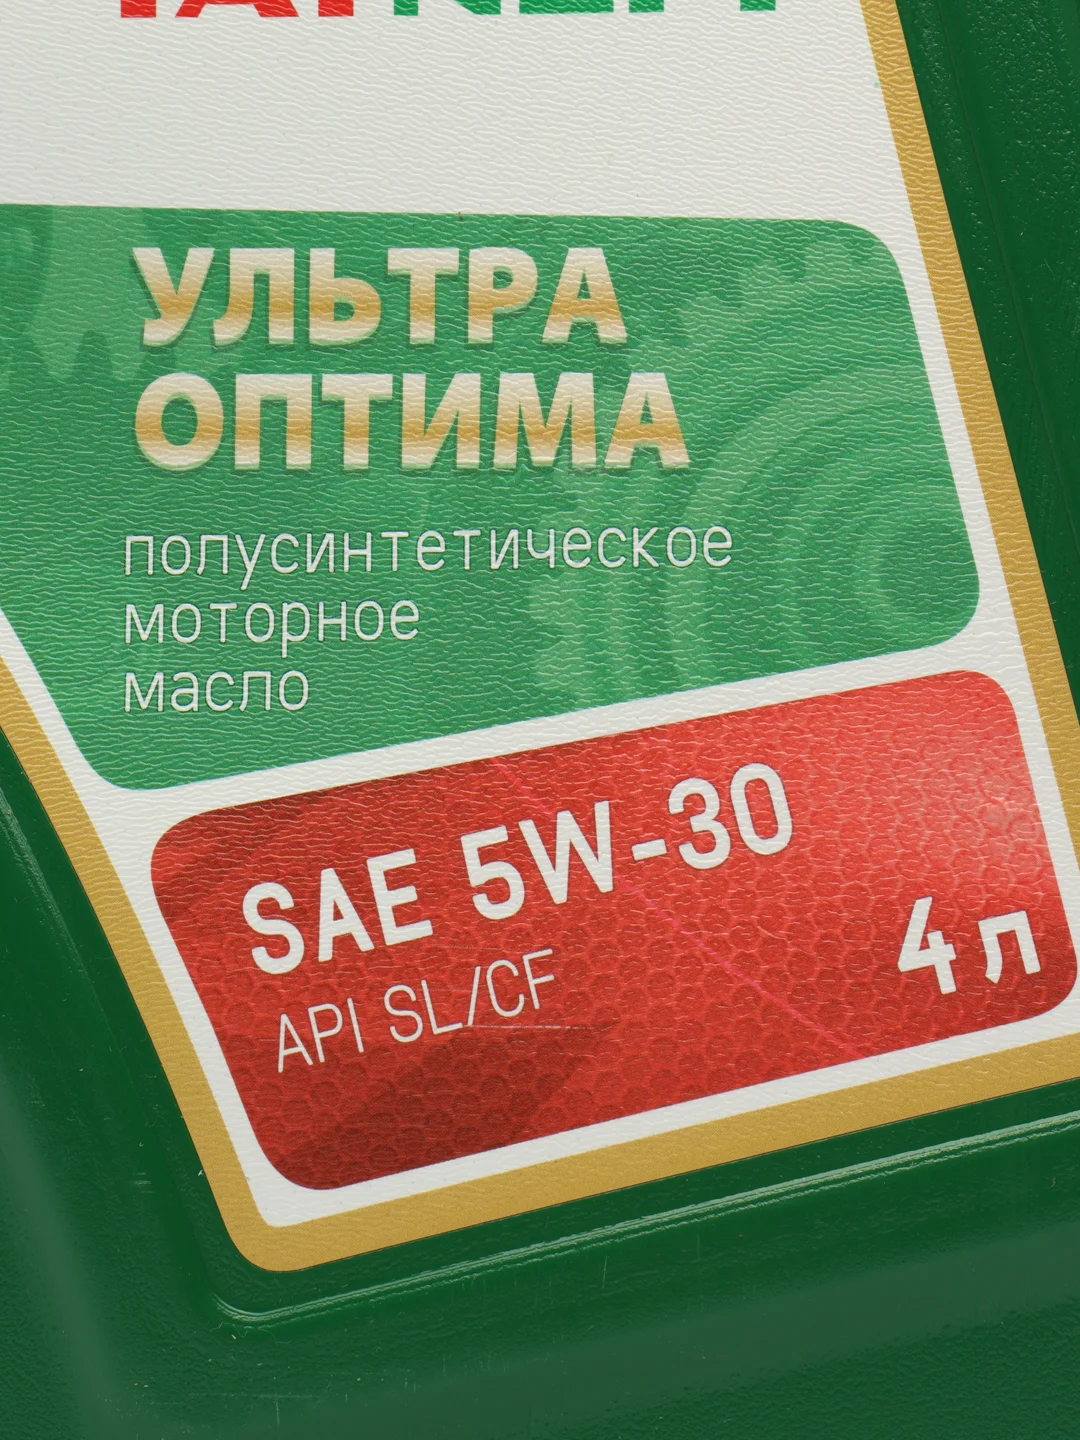 УЛЬТРА
ОПТИМА
полусинтетическое
моторное
масло
SAE 5W-30
API SL/CF
4 л